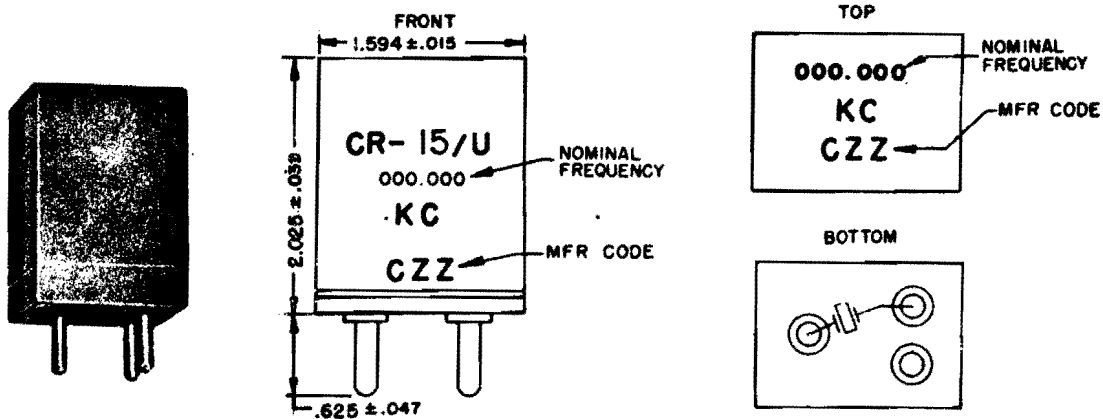 FRONT
1.594 ±.015
2.025 ±.039
CR- 15/U
000.000
KC
CZZ
NOMINAL
FREQUENCY
MFR CODE
.625 ±.047
TOP
000.000
KC
CZZ
NOMINAL
FREQUENCY
MFR CODE
BOTTOM